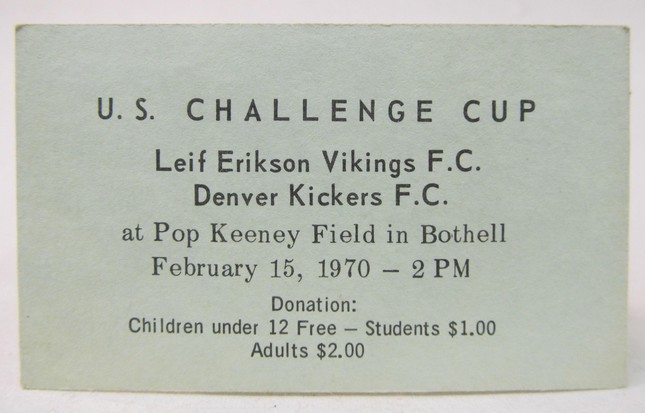 U.S. CHALLENGE CUP
Leif Erikson Vikings F.C.
Denver Kickers F.C.
at Pop Keeney Field in Bothell
February 15, 1970 — 2 PM
Donation:
Children under 12 Free — Students $1.00
Adults $2.00